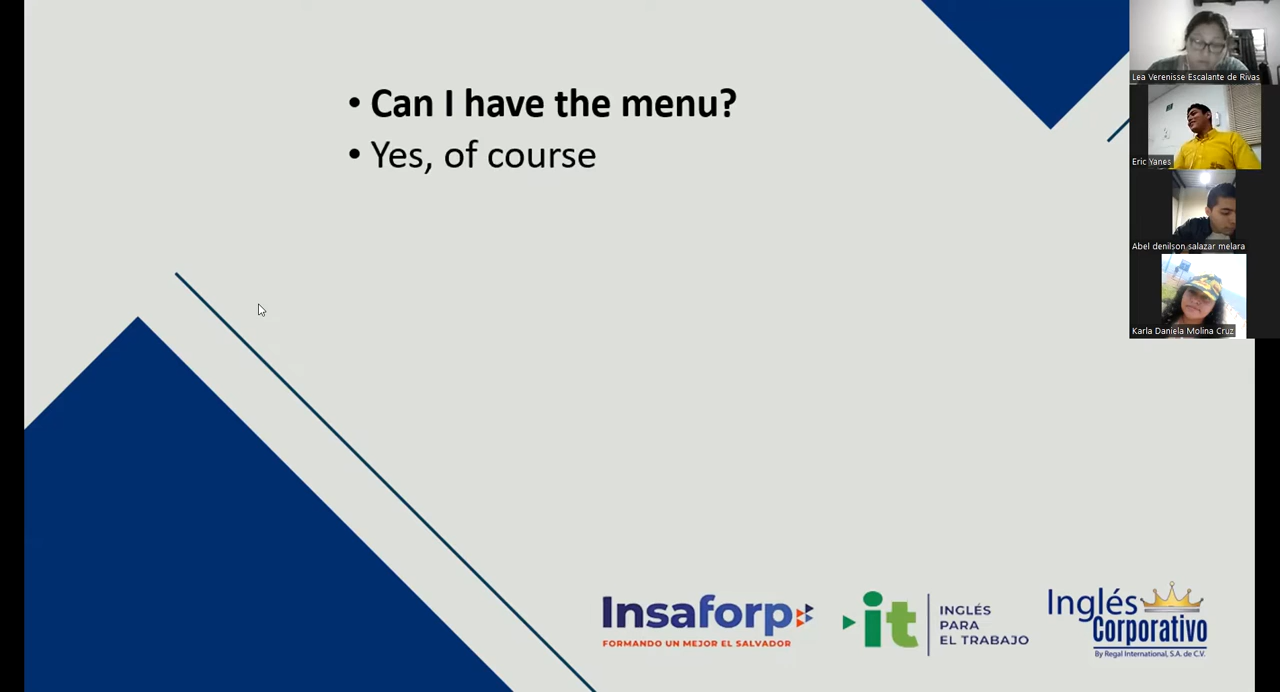 • Can I have the menu?
• Yes, of course
Lea Verenisse Escalante de Rivas
Eric Yanes
Abel denilson salazar melara
Karla Daniela Molina Cruz
Insaforp
FORMANDO UN MEJOR EL SALVADOR
it
INGLÉS
PARA
EL TRABAJO
Inglés
Corporativo
By Regal International, S.A. de C.V.